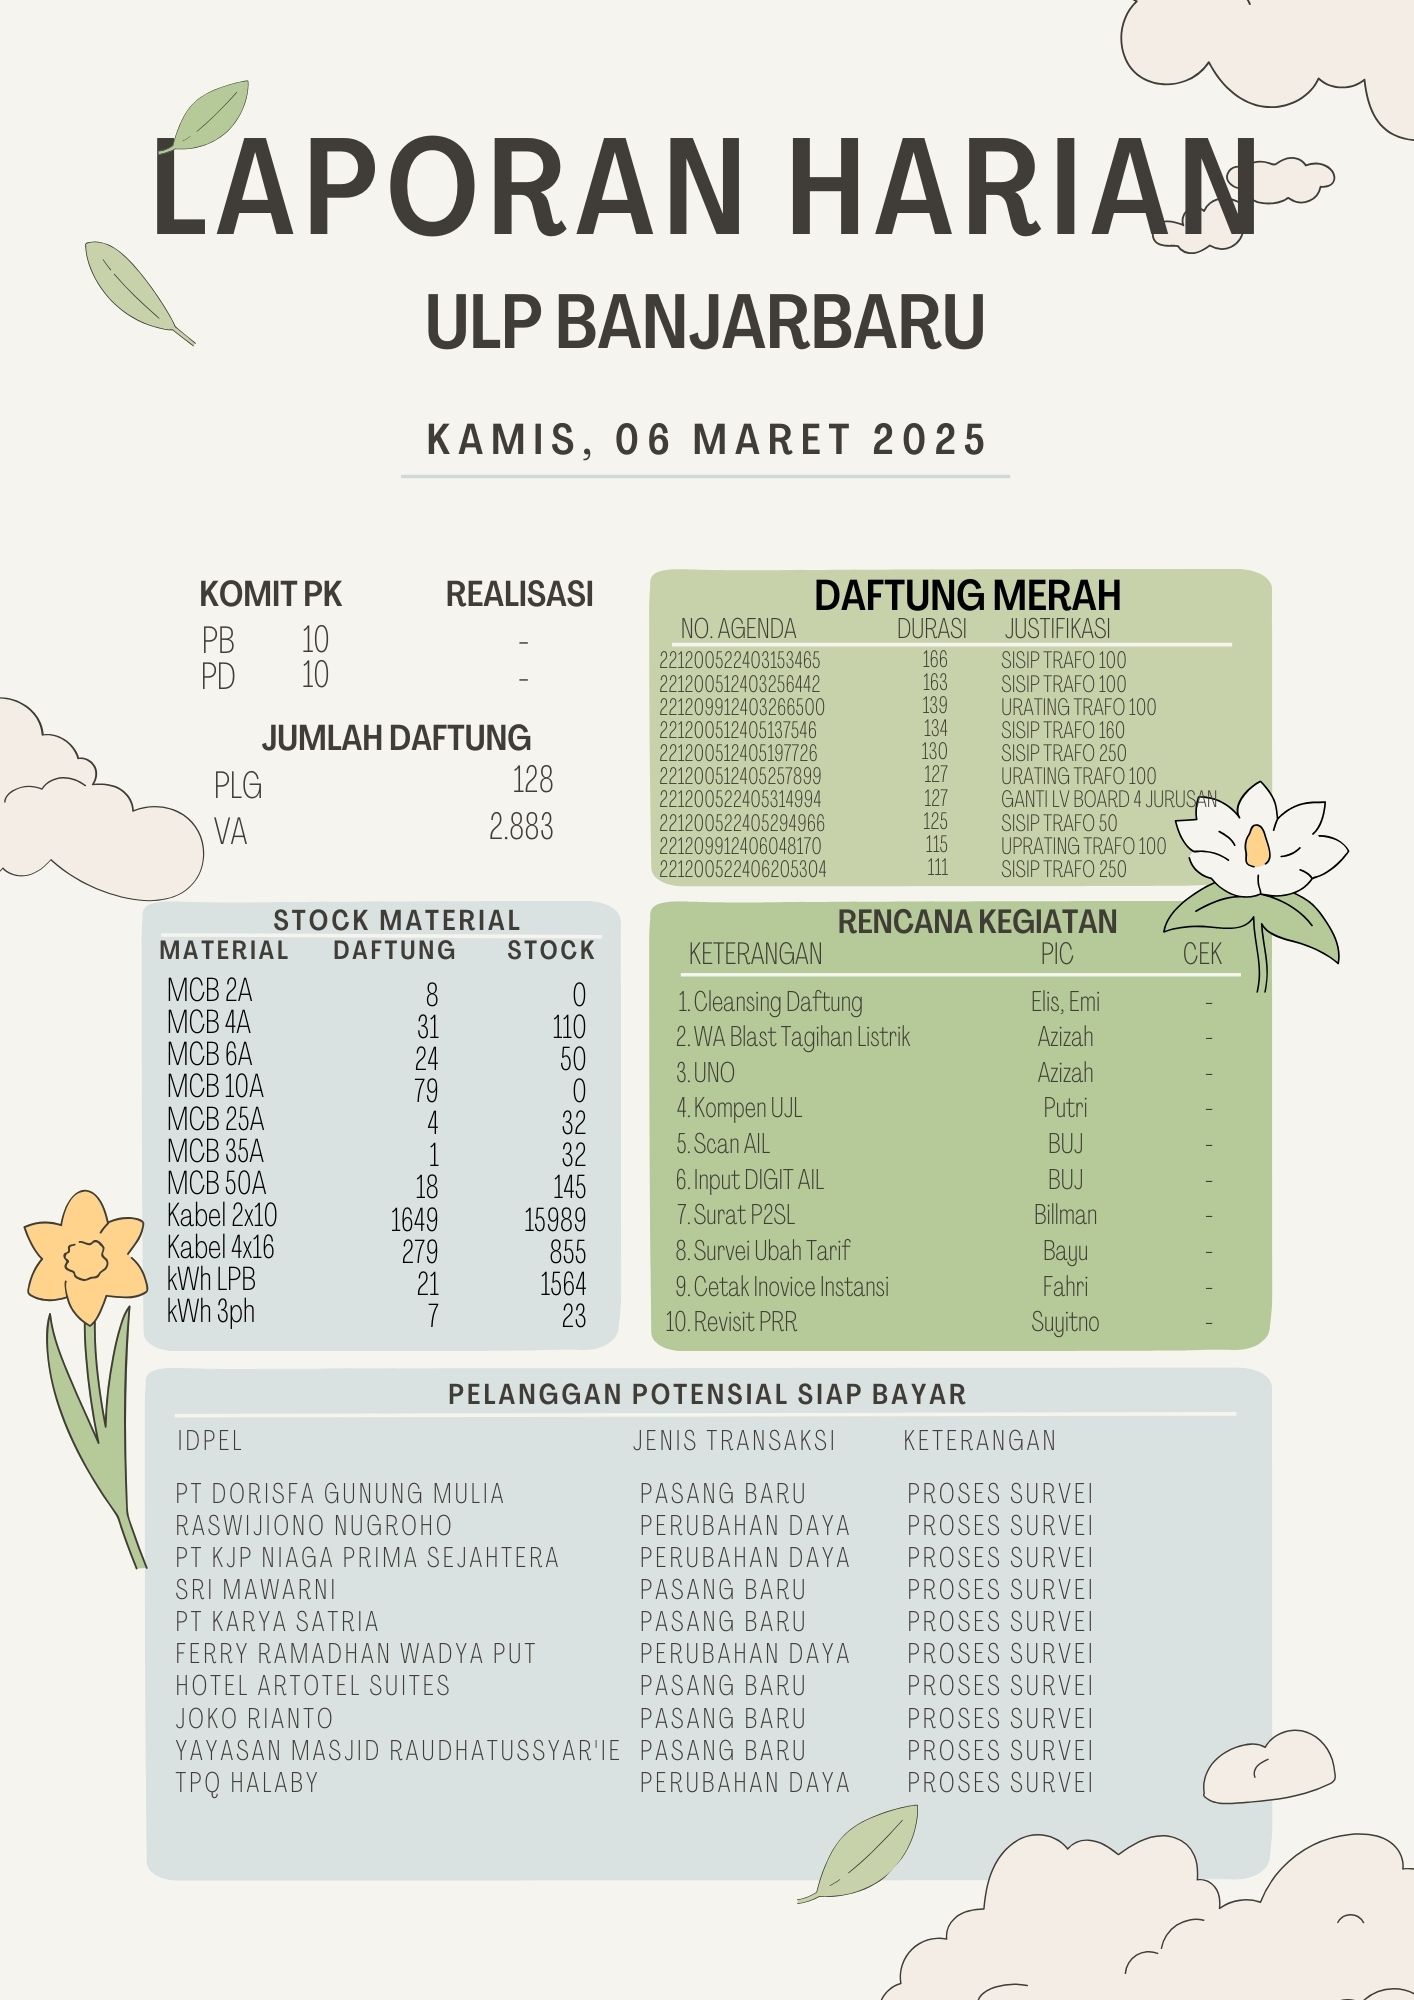 LAPORAN HARIAN
ULP BANJARBARU
KAMIS, 06 MARET 2025
KOMIT PK REALISASI
PB 10 -
PD 10 -
JUMLAH DAFTUNG
PLG 128
VA 2.883
DAFTUNG MERAH
NO. AGENDA DURASI JUSTIFIKASI
221200522403153465 166 SISIP TRAFO 100
221200512403256442 163 SISIP TRAFO 100
221209912403266500 139 URATING TRAFO 100
221200512405137546 134 SISIP TRAFO 160
221200512405197726 130 SISIP TRAFO 250
221200512405257899 127 URATING TRAFO 100
221200522405314994 127 GANTI LV BOARD 4 JURUSAN
221200522405294966 125 SISIP TRAFO 50
221209912406048170 115 UPRATING TRAFO 100
221200522406205304 111 SISIP TRAFO 250
STOCK MATERIAL
MATERIAL DAFTUNG STOCK
MCB 2A 8 0
MCB 4A 31 110
MCB 6A 24 50
MCB 10A 79 0
MCB 25A 4 32
MCB 35A 1 32
MCB 50A 18 145
Kabel 2x10 1649 15989
Kabel 4x16 279 855
kWh LPB 21 1564
kWh 3ph 7 23
RENCANA KEGIATAN
KETERANGAN PIC CEK
1. Cleansing Daftung Elis, Emi -
2. WA Blast Tagihan Listrik Azizah -
3. UNO Azizah -
4. Kompen UJL Putri -
5. Scan AIL BUJ -
6. Input DIGIT AIL BUJ -
7. Surat P2SL Billman -
8. Survei Ubah Tarif Bayu -
9. Cetak Inovice Instansi Fahri -
10. Revisit PRR Suyitno -
PELANGGAN POTENSIAL SIAP BAYAR
IDPEL JENIS TRANSAKSI KETERANGAN
PT DORISFA GUNUNG MULIA PASANG BARU PROSES SURVEI
RASWIJIONO NUGROHO PERUBAHAN DAYA PROSES SURVEI
PT KJP NIAGA PRIMA SEJAHTERA PERUBAHAN DAYA PROSES SURVEI
SRI MAWARNI PASANG BARU PROSES SURVEI
PT KARYA SATRIA PASANG BARU PROSES SURVEI
FERRY RAMADHAN WADYA PUT PERUBAHAN DAYA PROSES SURVEI
HOTEL ARTOTEL SUITES PASANG BARU PROSES SURVEI
JOKO RIANTO PASANG BARU PROSES SURVEI
YAYASAN MASJID RAUDHATUSSYAR'IE PASANG BARU PROSES SURVEI
TPQ HALABY PERUBAHAN DAYA PROSES SURVEI